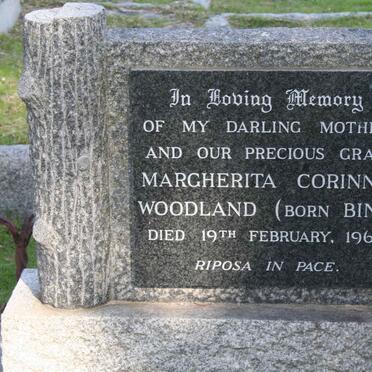 In Loving Memory
OF MY DARLING MOTHE
AND OUR PRECIOUS GRA
MARGHERITA CORINN
WOODLAND (BORN BIN
DIED 19TH FEBRUARY, 196
RIPOSA IN PACE.